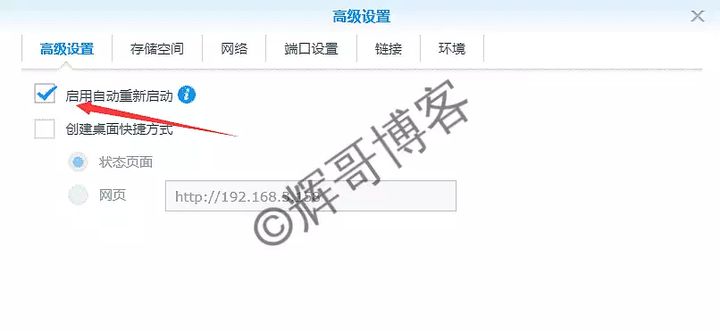 高级设置
高级设置 存储空间 网络 端口设置 链接 环境
启用自动重新启动
创建桌面快捷方式
状态页面
网页 http://192.168.5.158
©辉哥博客